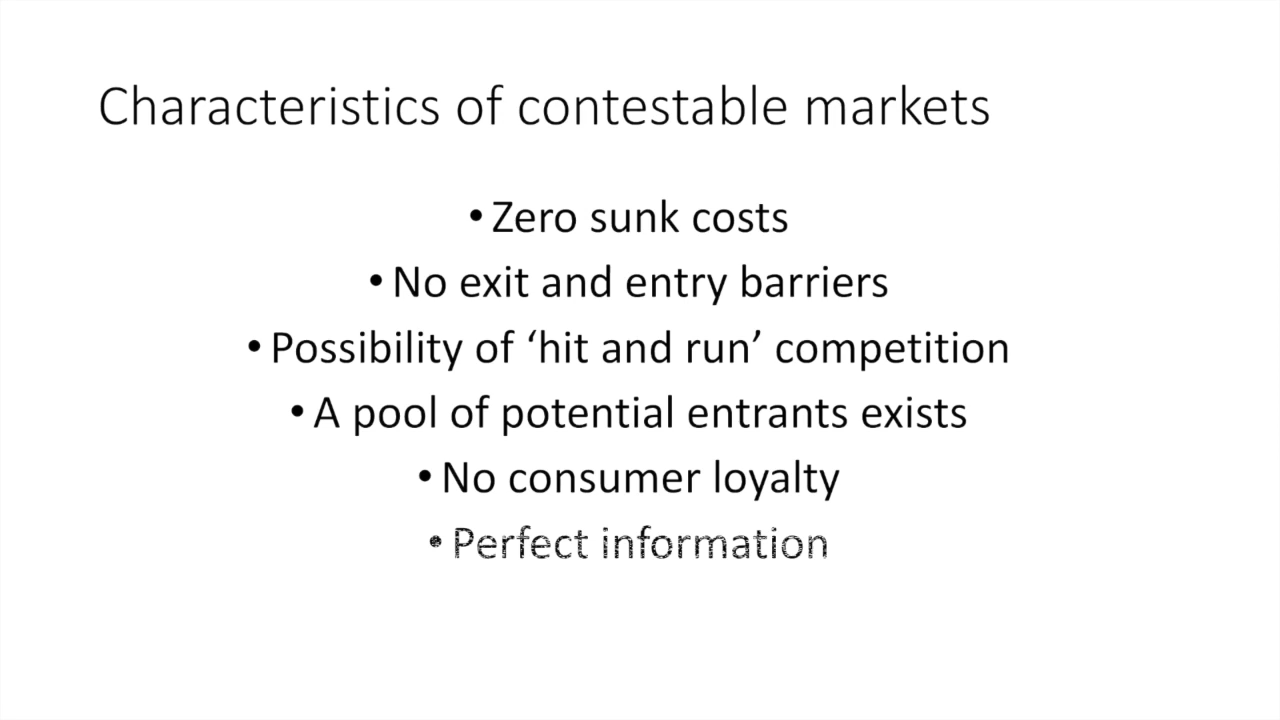 Characteristics of contestable markets
• Zero sunk costs
• No exit and entry barriers
• Possibility of ‘hit and run’ competition
• A pool of potential entrants exists
• No consumer loyalty
• Perfect information